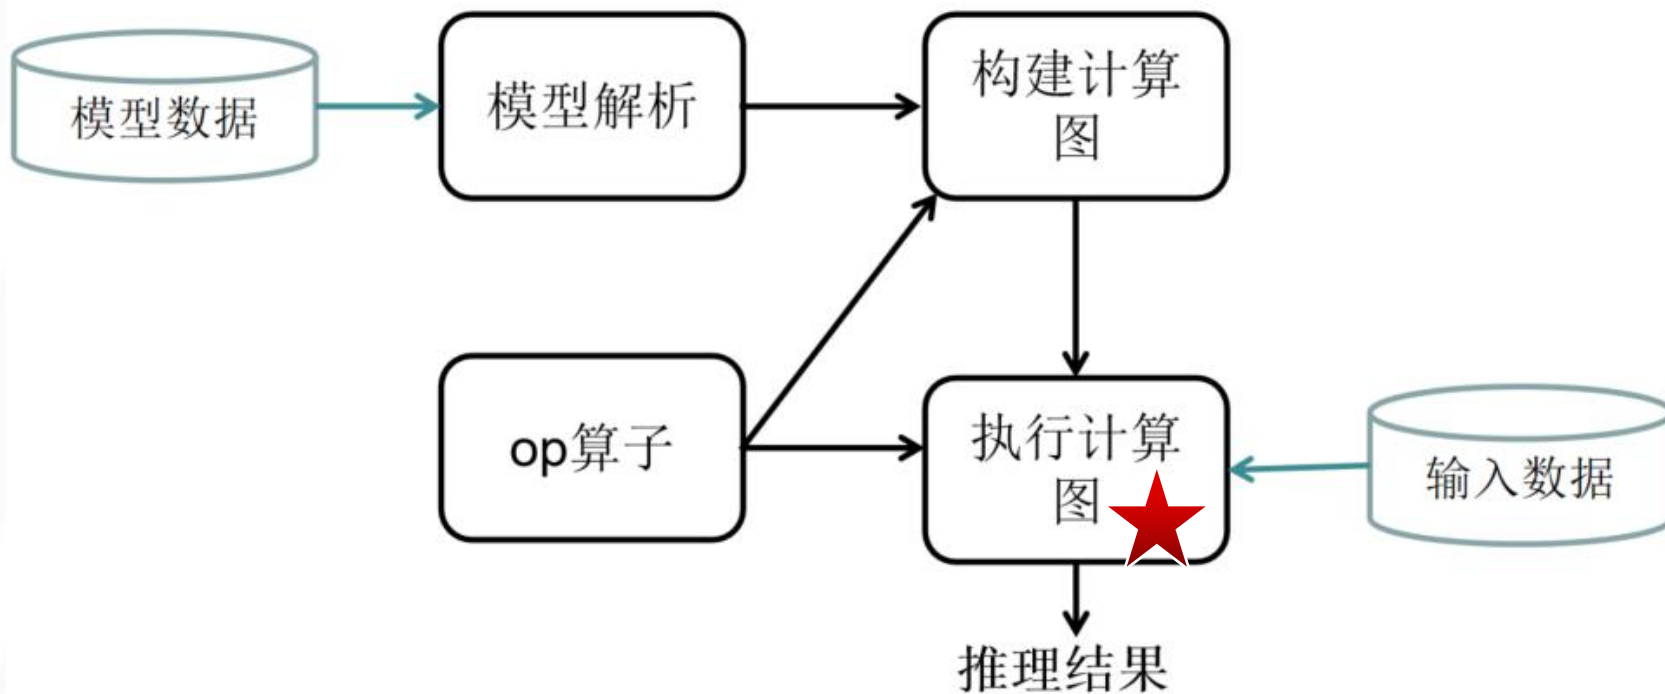 模型数据
模型解析
构建计算
图
op算子
执行计算
图
输入数据
推理结果